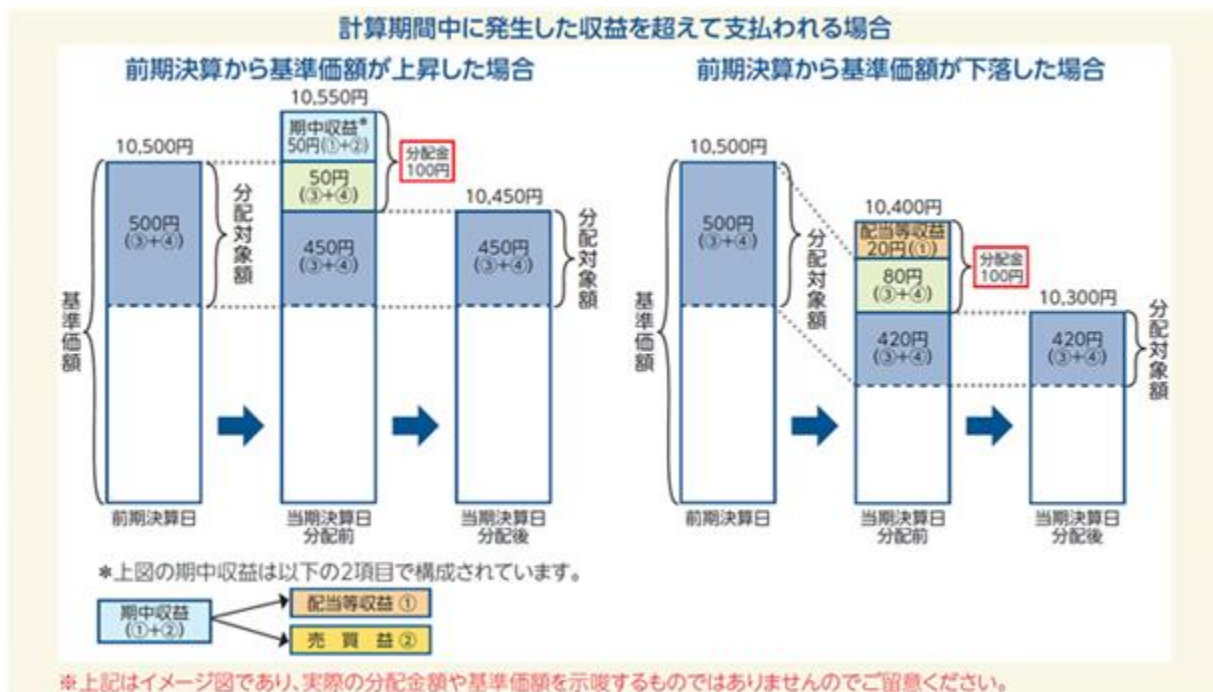 計算期間中に発生した収益を超えて支払われる場合
前期決算から基準価額が上昇した場合
10,500円
500円
(③+④)
分配対象額
基準価額
前期決算日
10,550円
期中収益*
50円(①+②)
50円
(③+④)
450円
(③+④)
分配金
100円
当期決算日
分配前
10,450円
450円
(③+④)
分配対象額
当期決算日
分配後
前期決算から基準価額が下落した場合
10,500円
500円
(③+④)
分配対象額
基準価額
前期決算日
10,400円
配当等収益
20円(①)
80円
(③+④)
420円
(③+④)
分配金
100円
当期決算日
分配前
10,300円
420円
(③+④)
分配対象額
当期決算日
分配後
*上図の期中収益は以下の2項目で構成されています。
期中収益
(①+②)
配当等収益 ①
売 買 益 ②
※上記はイメージ図であり、実際の分配金額や基準価額を示唆するものではありませんのでご留意ください。